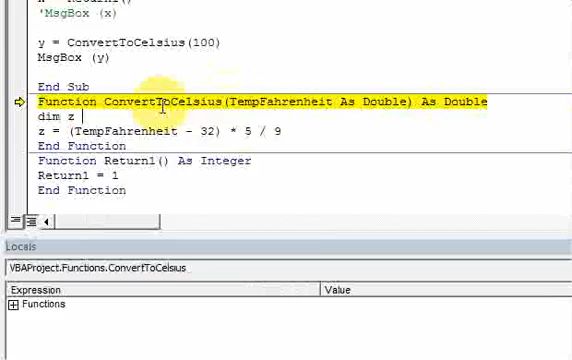 'MsgBox (x)
y = ConvertToCelsius(100)
MsgBox (y)
End Sub
Function ConvertToCelsius(TempFahrenheit As Double) As Double
dim z
z = (TempFahrenheit - 32) * 5 / 9
End Function
Function Return1() As Integer
Return1 = 1
End Function
Locals
VBAProject.Functions.ConvertToCelsius
Expression Value
Functions